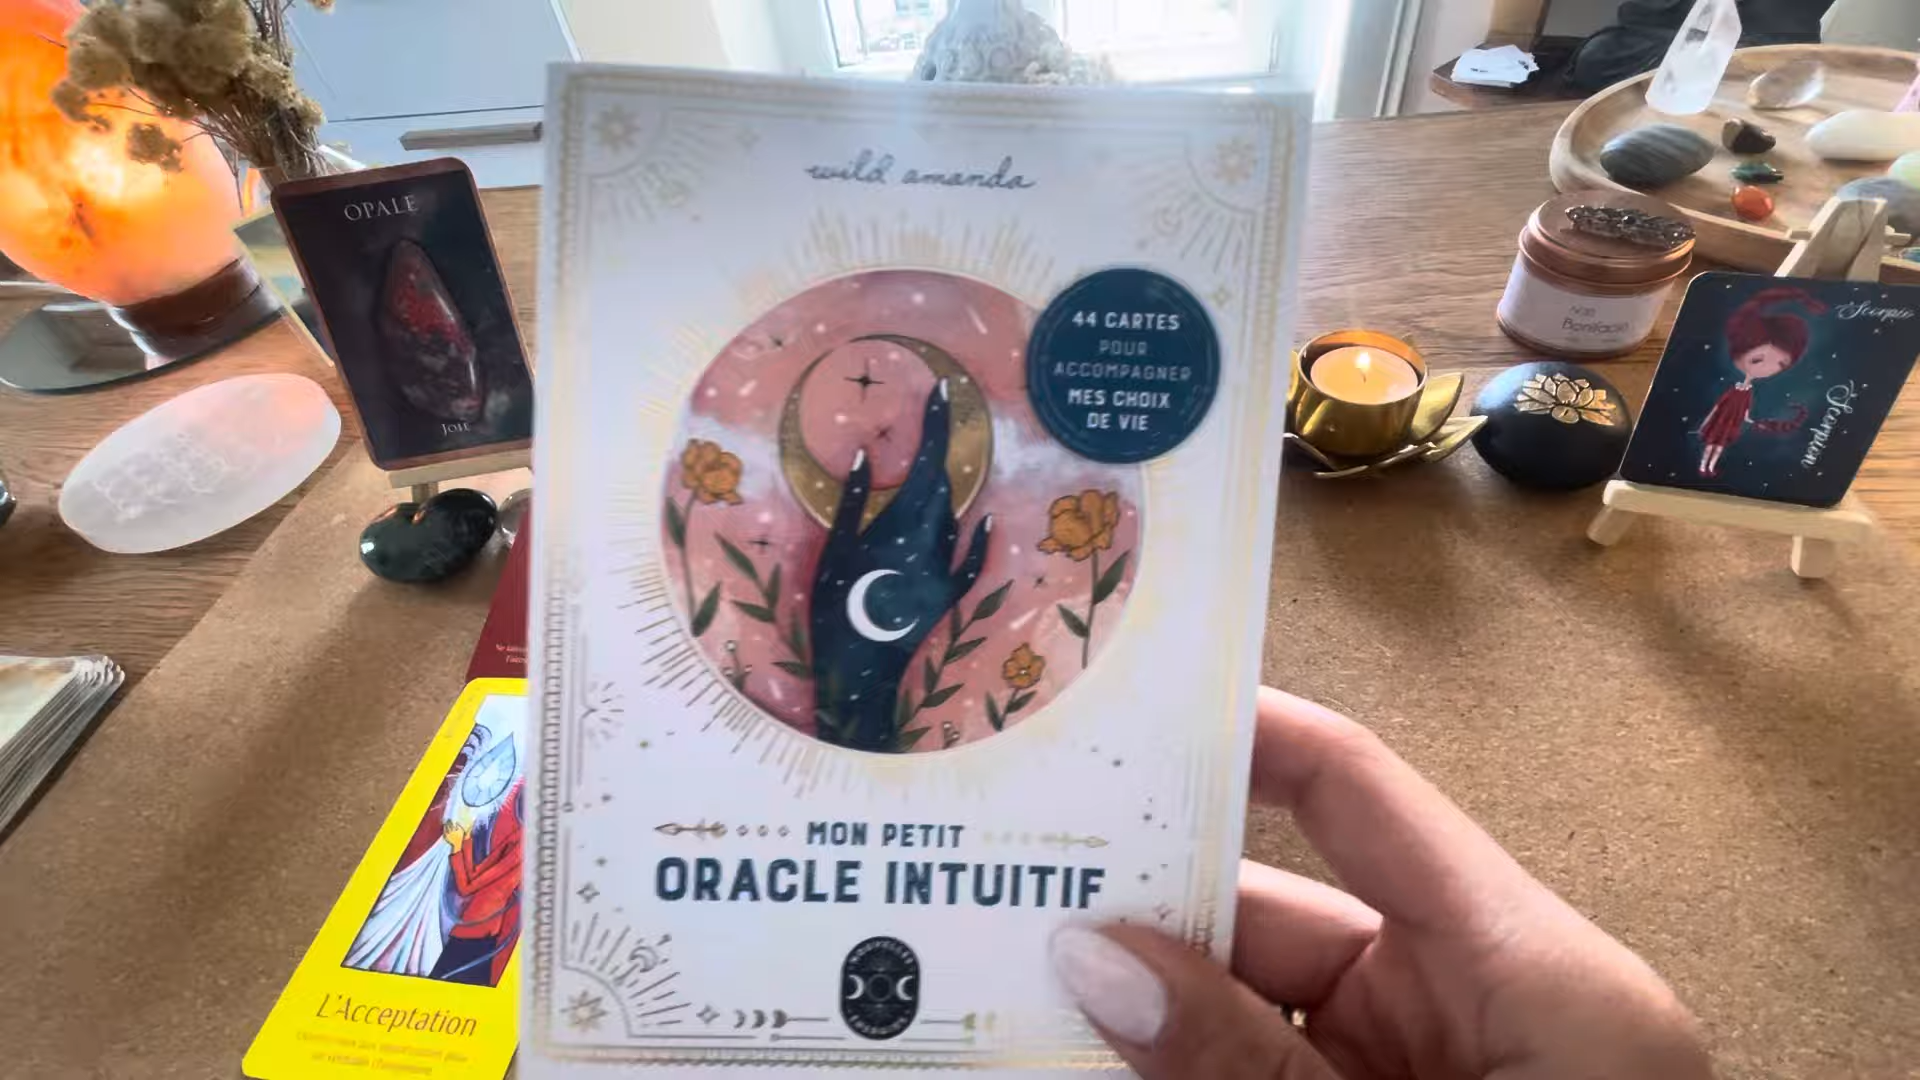 wild amanda
44 CARTES
POUR
ACCOMPAGNER
MES CHOIX
DE VIE
MON PETIT
ORACLE INTUITIF
OPALE
JOIE
L'Acceptation
Bonifacio
Scorpio
Scorpion